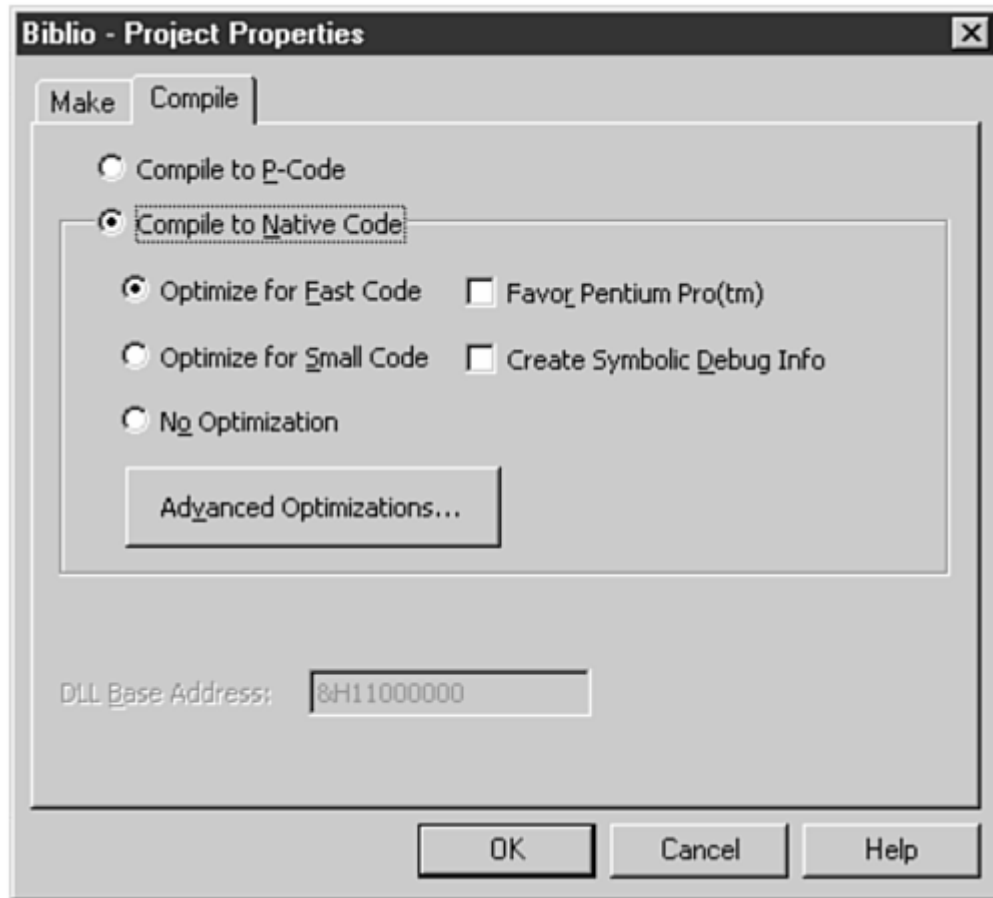 Biblio - Project Properties
Make Compile
Compile to P-Code
Compile to Native Code
Optimize for Fast Code Favor Pentium Pro(tm)
Optimize for Small Code Create Symbolic Debug Info
No Optimization
Advanced Optimizations...
DLL Base Address: &H11000000
OK Cancel Help